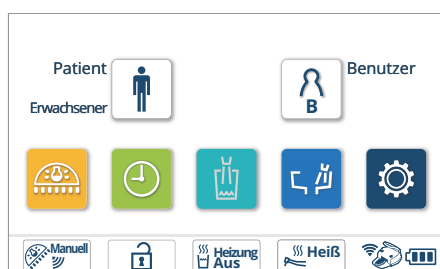 Patient
Benutzer
Erwachsener
B
Manuell
Heizung
Aus
Heiß